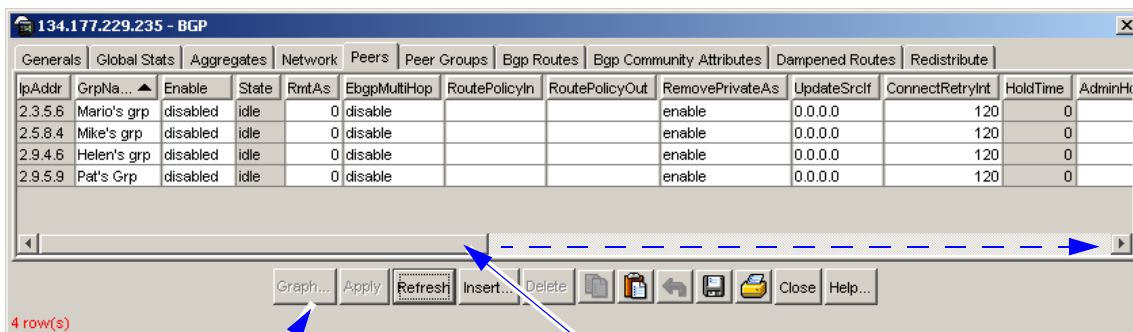 134.177.229.235 - BGP
Generals Global Stats Aggregates Network Peers Peer Groups Bgp Routes Bgp Community Attributes Dampened Routes Redistribute
IpAddr GrpNa... Enable State RmtAs EbgpMultiHop RoutePolicyIn RoutePolicyOut RemovePrivateAs UpdateSrcIf ConnectRetryInt HoldTime AdminHo
2.3.5.6 Mario's grp disabled idle 0 disable enable 0.0.0.0 120 0
2.5.8.4 Mike's grp disabled idle 0 disable enable 0.0.0.0 120 0
2.9.4.6 Helen's grp disabled idle 0 disable enable 0.0.0.0 120 0
2.9.5.9 Pat's Grp disabled idle 0 disable enable 0.0.0.0 120 0
Graph... Apply Refresh Insert... Delete Close Help...
4 row(s)